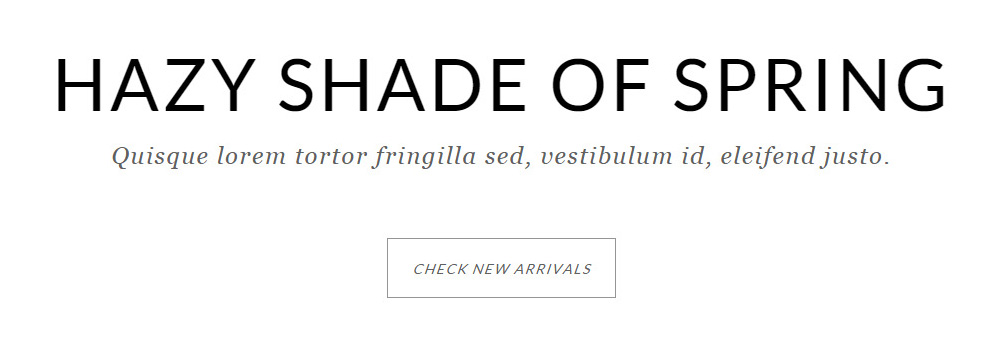 HAZY SHADE OF SPRING
Quisque lorem tortor fringilla sed, vestibulum id, eleifend justo.
CHECK NEW ARRIVALS